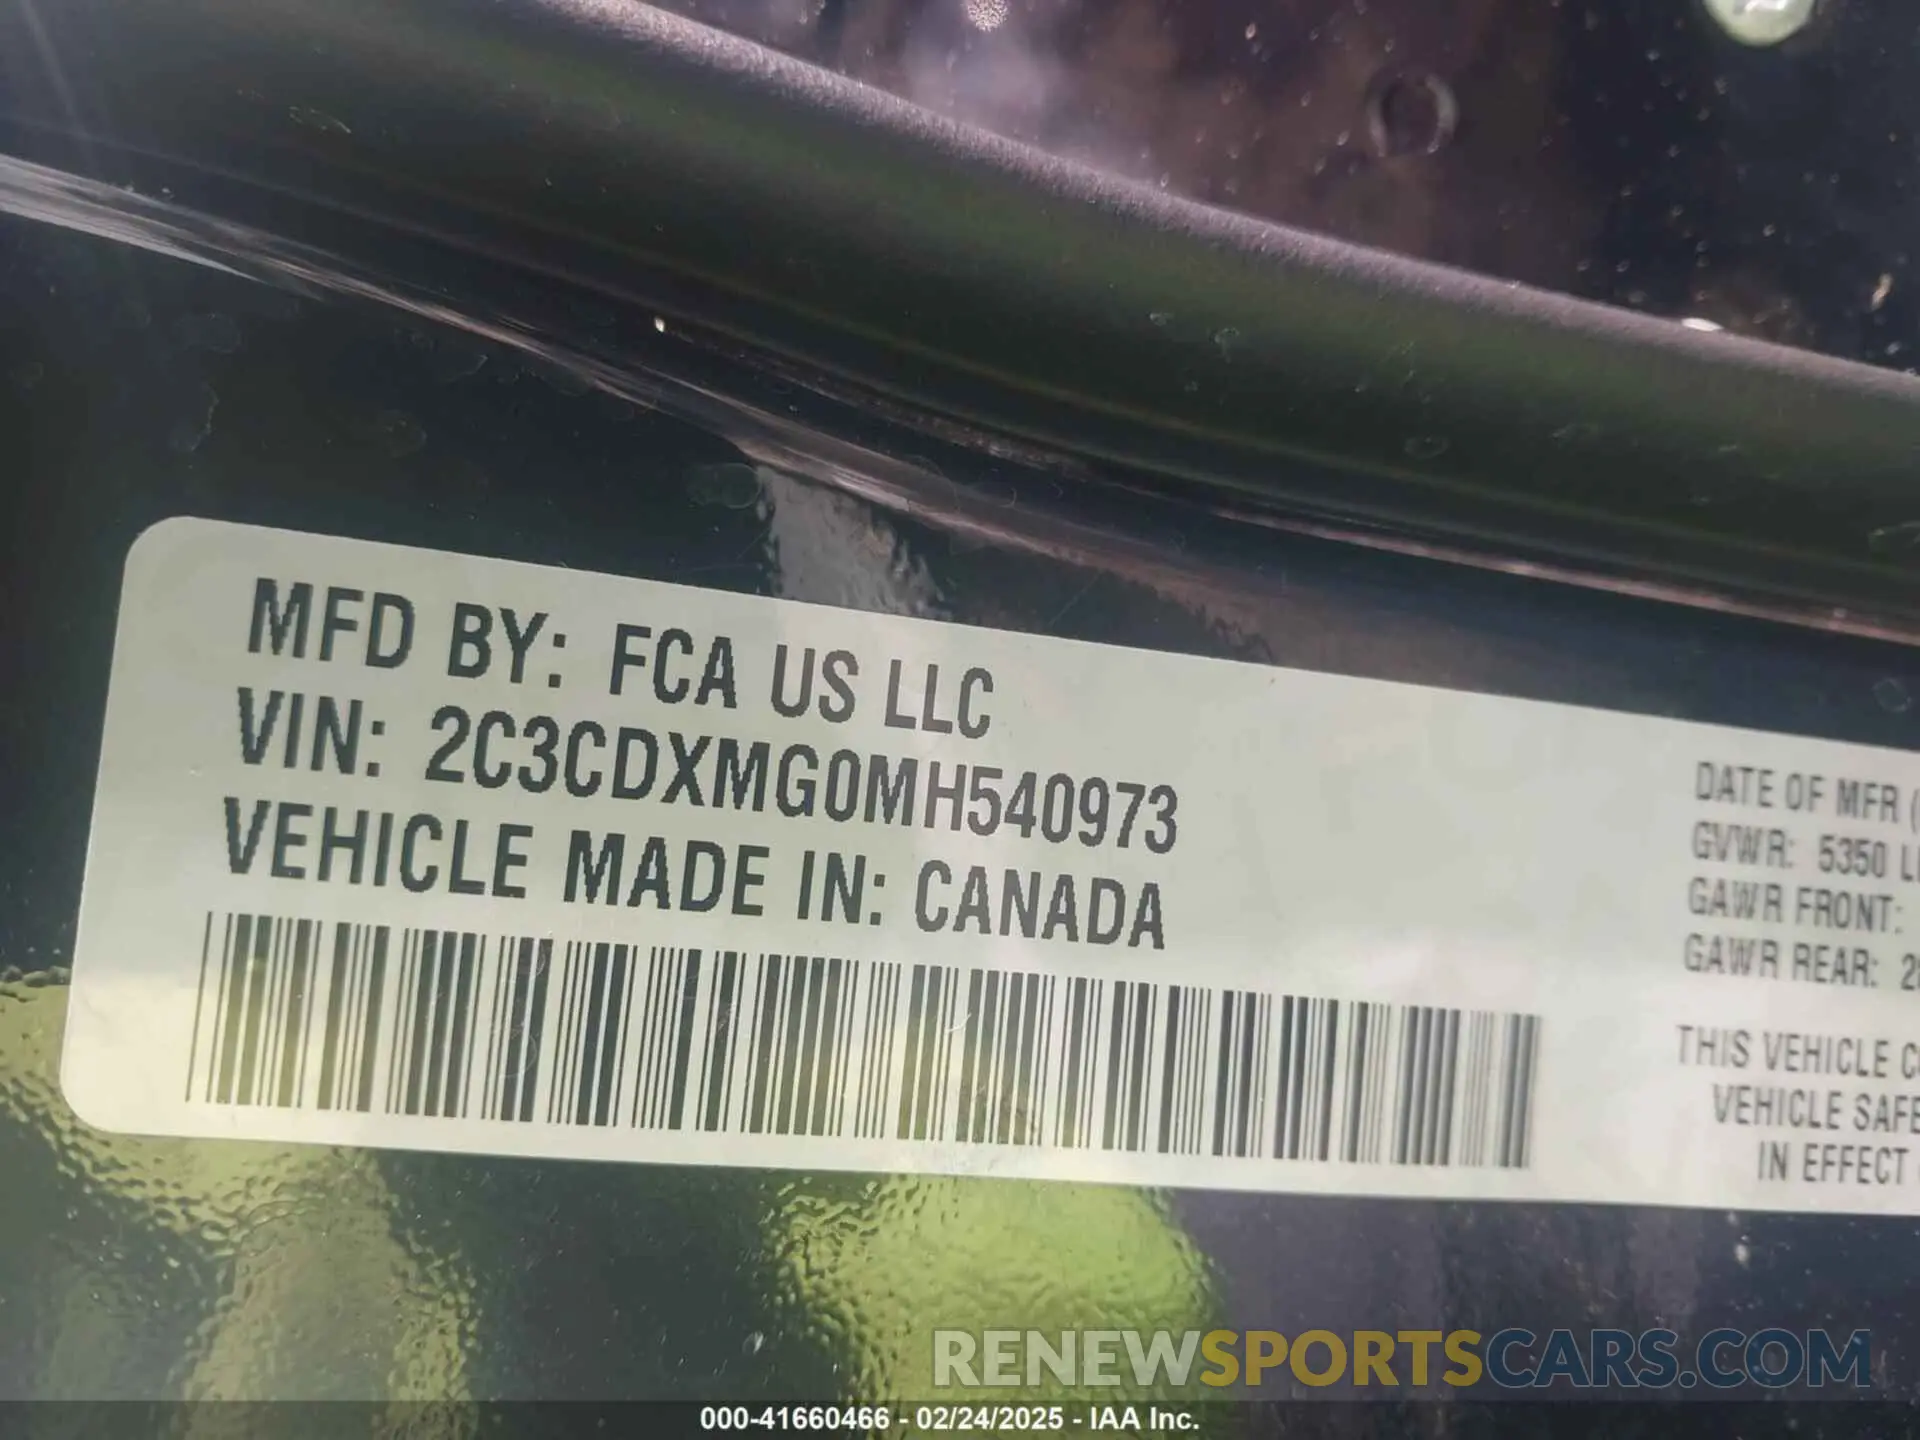 MFD BY: FCA US LLC
VIN: 2C3CDXMG0MH540973
VEHICLE MADE IN: CANADA
DATE OF MFR (
GVWR: 5350
GAWR FRONT:
GAWR REAR:
THIS VEHICLE
VEHICLE SAFE
IN EFFECT
RENEWSPORTSCARS.COM
000-41660466 - 02/24/2025 - IAA Inc.